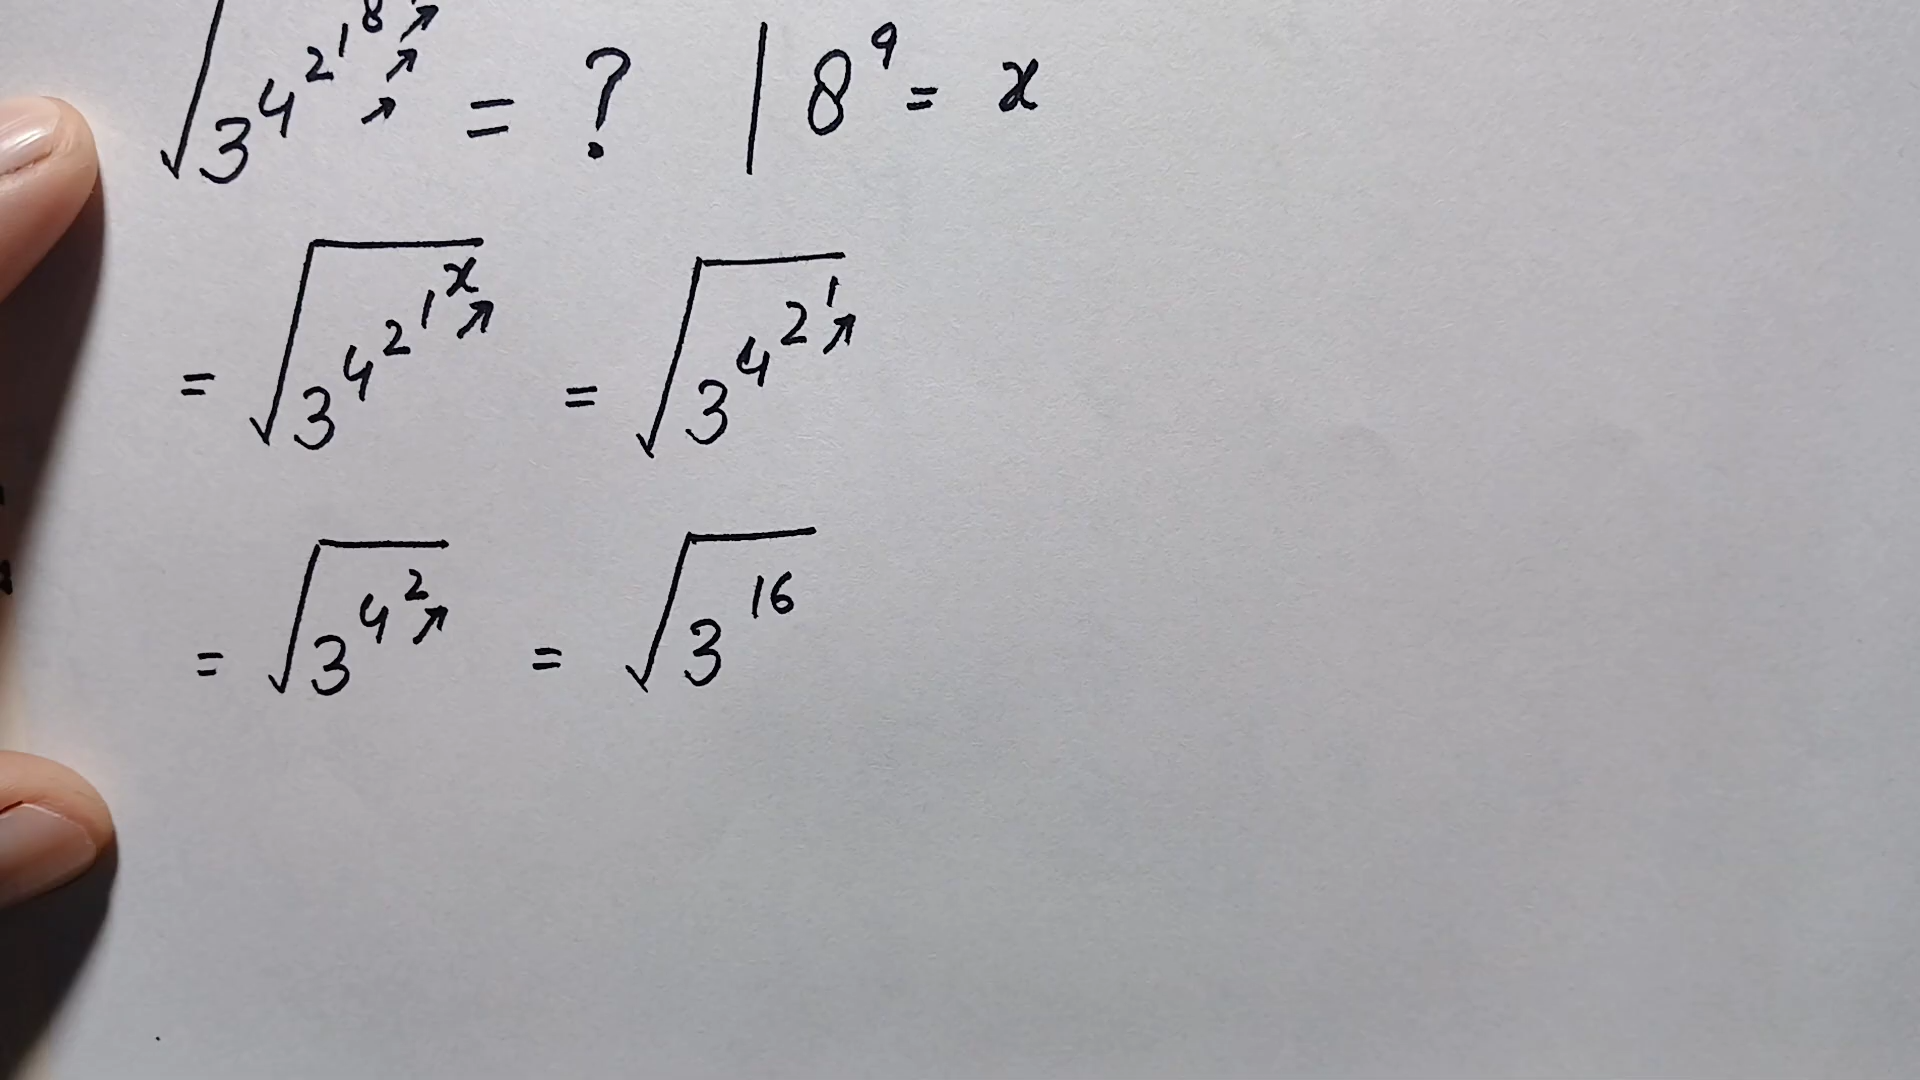 √3^4^2^1^8 = ? | 8^9 = x
= √3^4^2^1^x = √3^4^2^1
= √3^4^2 = √3^16